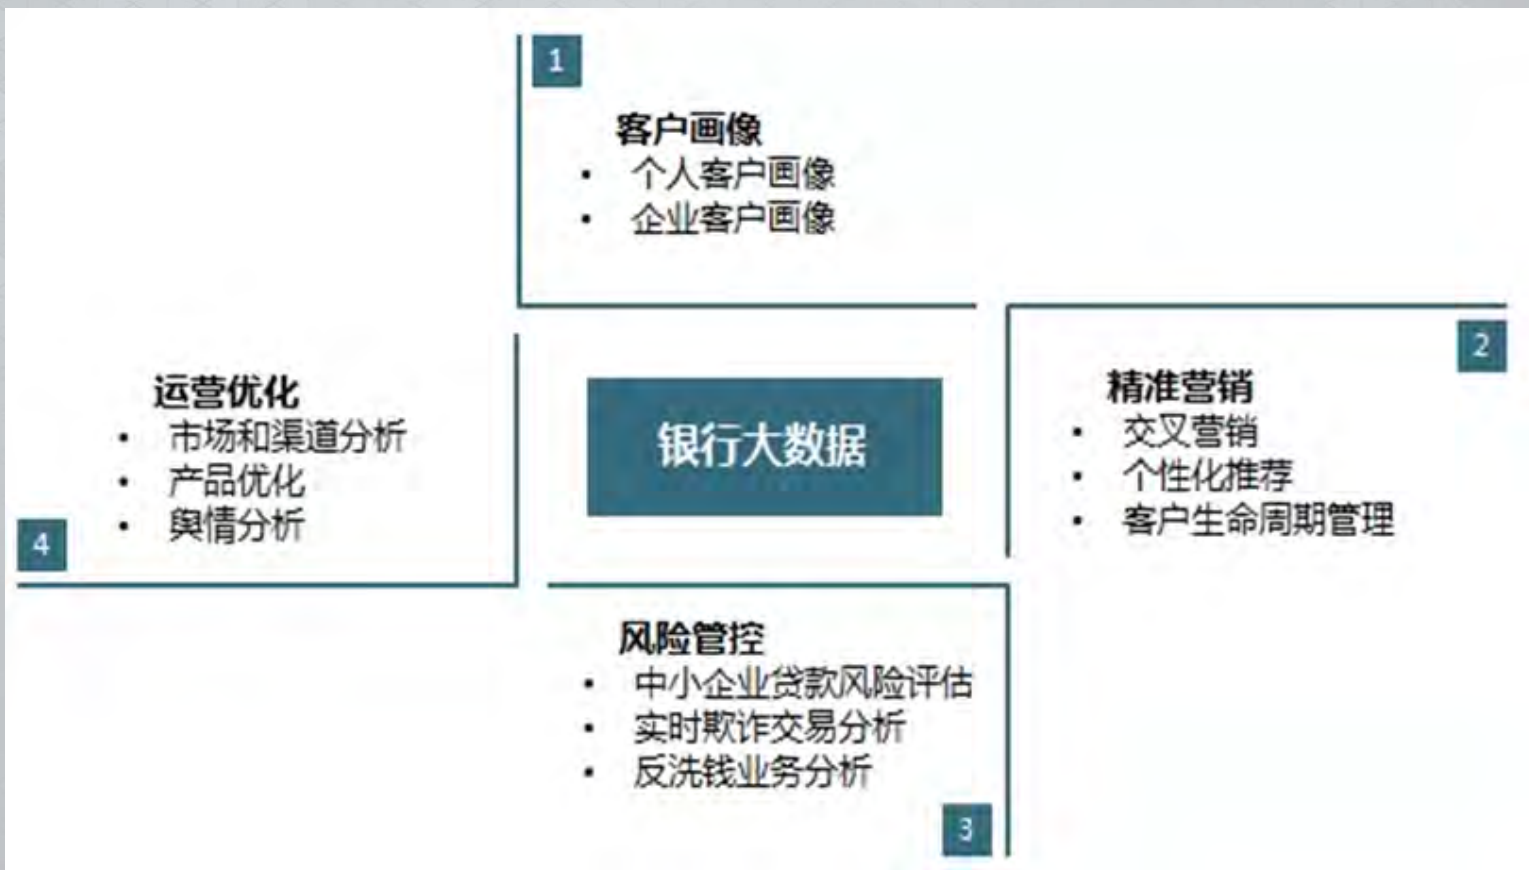 1
客户画像
• 个人客户画像
• 企业客户画像
2
精准营销
• 交叉营销
• 个性化推荐
• 客户生命周期管理
银行大数据
运营优化
• 市场和渠道分析
• 产品优化
• 舆情分析
4
风险管控
• 中小企业贷款风险评估
• 实时欺诈交易分析
• 反洗钱业务分析
3